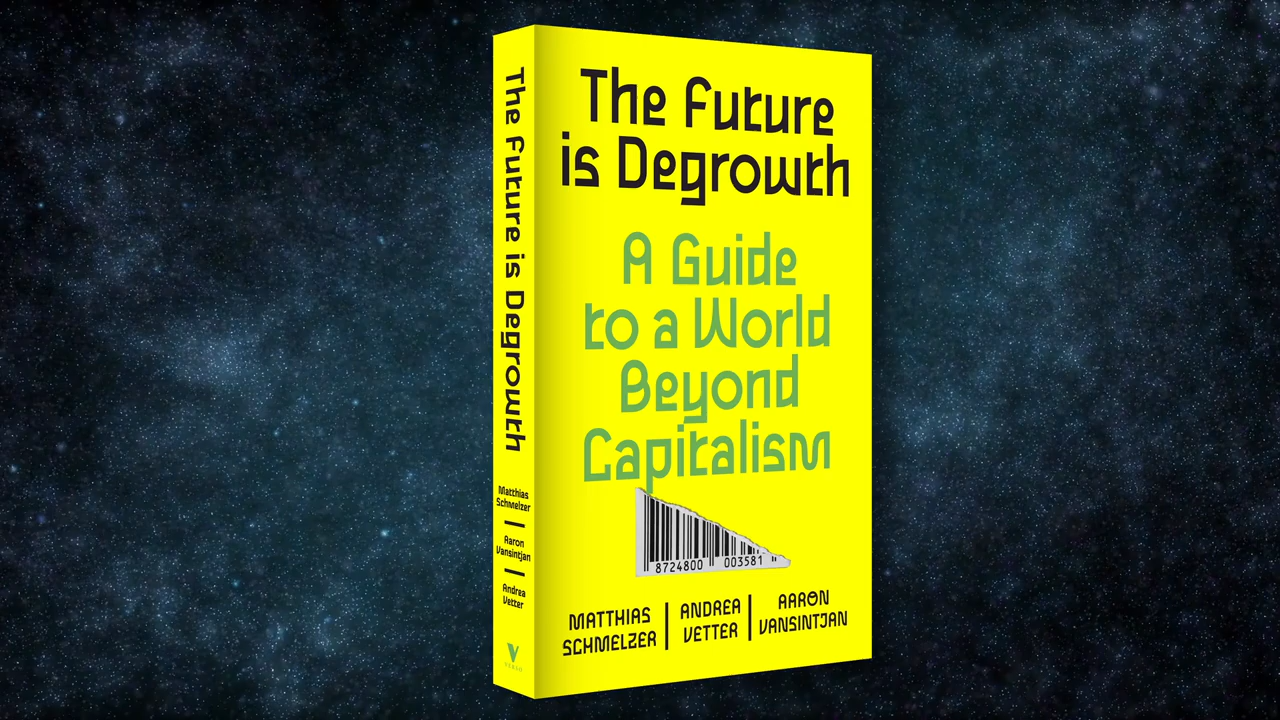 The Future is Degrowth
Matthias
Schmelzer
Aaron
Vansintjan
Andrea
Vetter
The Future
is Degrowth
A Guide
to a World
Beyond
Capitalism
8724800 003581
MATTHIAS
SCHMELZER
ANDREA
VETTER
AARON
VANSINTJAN